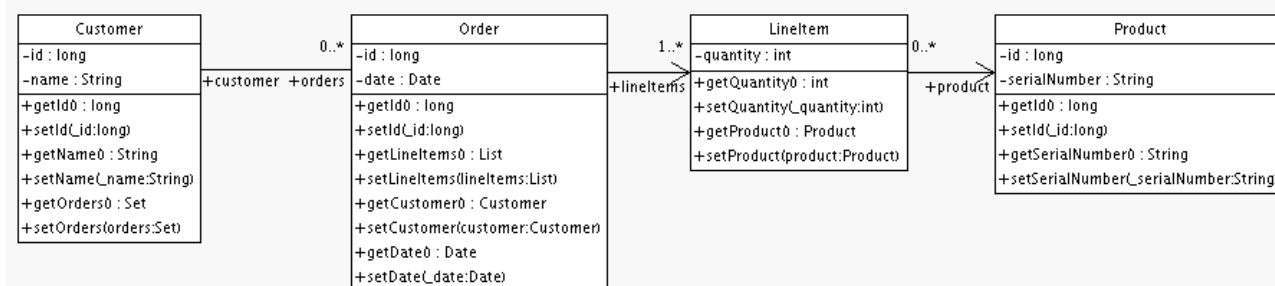 Customer
-id : long
-name : String
+getId() : long
+setId(_id:long)
+getName() : String
+setName(_name:String)
+getOrders() : Set
+setOrders(orders:Set)
0..*
+customer +orders
Order
-id : long
-date : Date
+getId() : long
+setId(_id:long)
+getLineItems() : List
+setLineItems(lineItems:List)
+getCustomer() : Customer
+setCustomer(customer:Customer)
+getDate() : Date
+setDate(_date:Date)
1..*
+lineItems
LineItem
-quantity : int
+getQuantity() : int
+setQuantity(_quantity:int)
+getProduct() : Product
+setProduct(product:Product)
0..*
+product
Product
-id : long
-serialNumber : String
+getId() : long
+setId(_id:long)
+getSerialNumber() : String
+setSerialNumber(_serialNumber:String